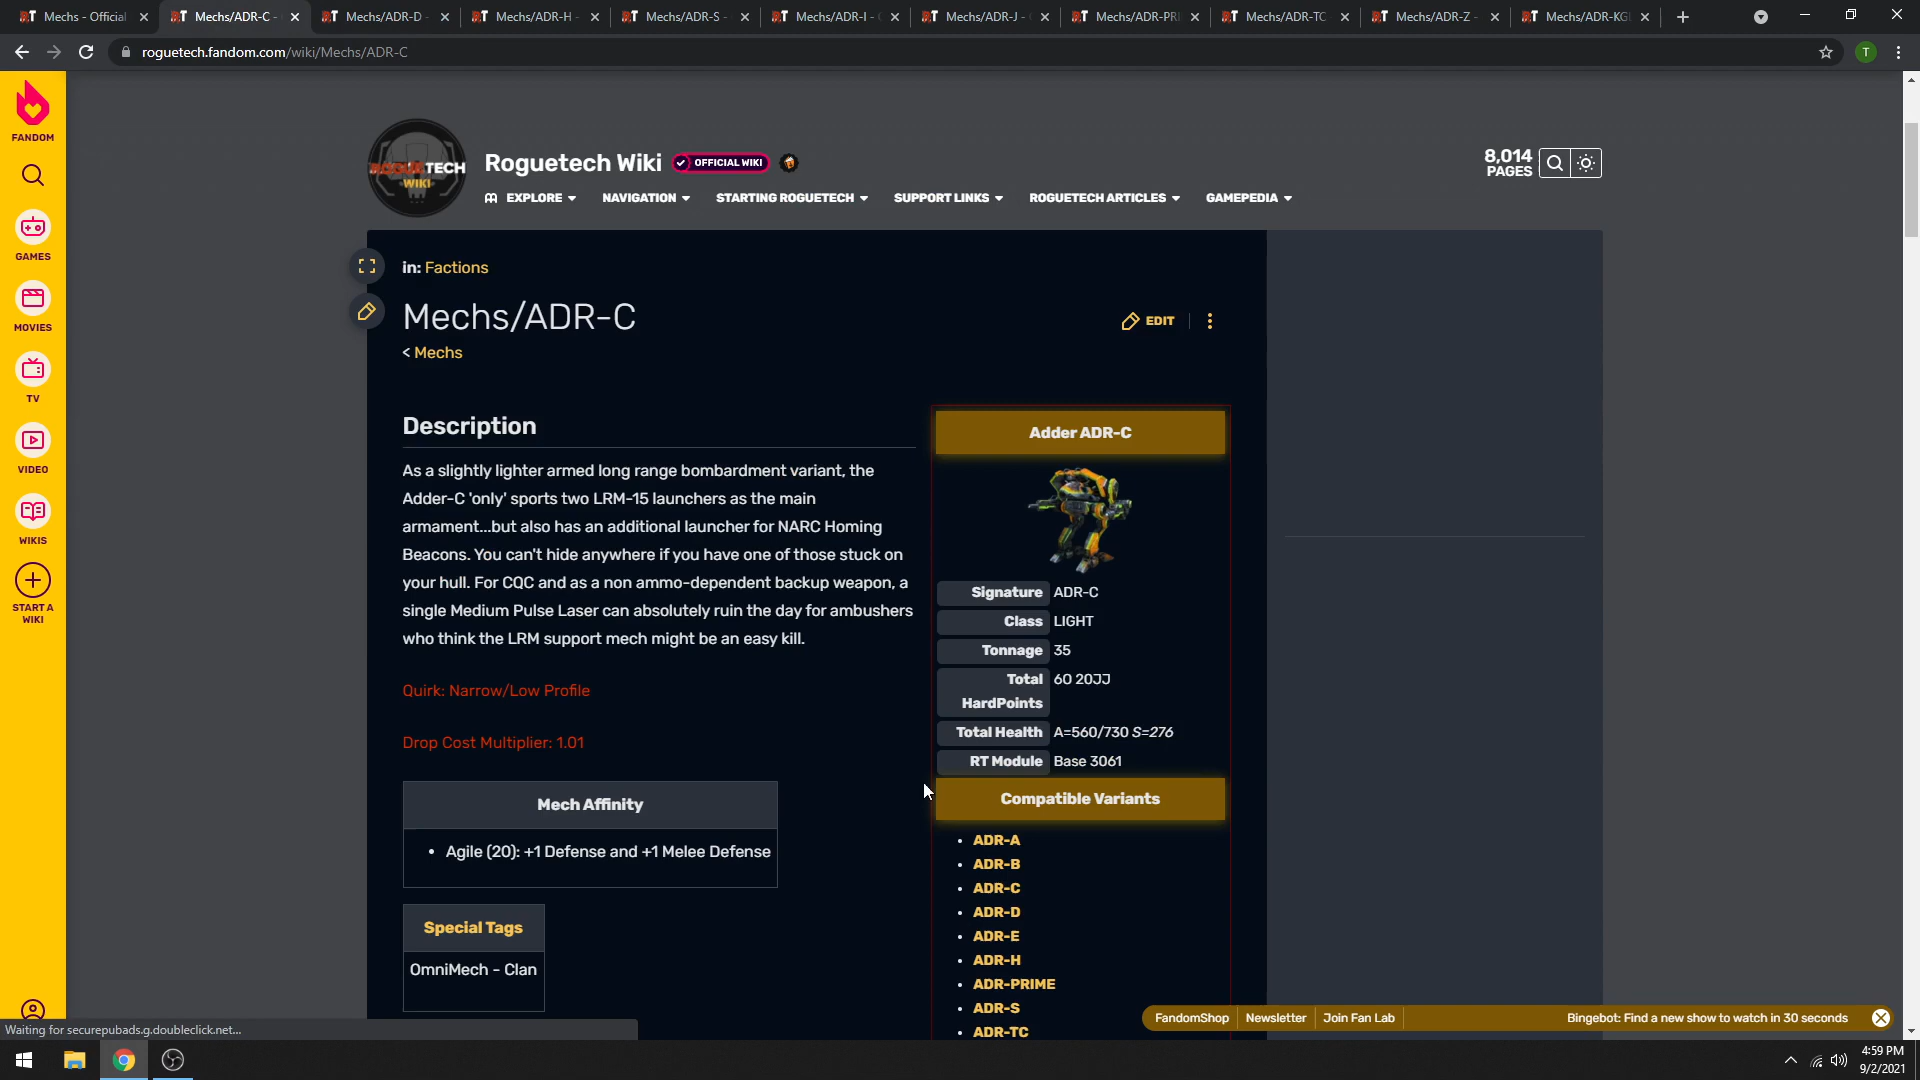 Mechs - Official
Mechs/ADR-C -
Mechs/ADR-D -
Mechs/ADR-H -
Mechs/ADR-S -
Mechs/ADR-I -
Mechs/ADR-J -
Mechs/ADR-PRI
Mechs/ADR-TC
Mechs/ADR-Z -
Mechs/ADR-KGL
roguetech.fandom.com/wiki/Mechs/ADR-C
T
FANDOM
GAMES
MOVIES
TV
VIDEO
WIKIS
START A
WIKI
ROGUETECH
WIKI
Roguetech Wiki
OFFICIAL WIKI
8,014
PAGES
EXPLORE
NAVIGATION
STARTING ROGUETECH
SUPPORT LINKS
ROGUETECH ARTICLES
GAMEPEDIA
in: Factions
Mechs/ADR-C
EDIT
< Mechs
Description
As a slightly lighter armed long range bombardment variant, the
Adder-C 'only' sports two LRM-15 launchers as the main
armament...but also has an additional launcher for NARC Homing
Beacons. You can't hide anywhere if you have one of those stuck on
your hull. For CQC and as a non ammo-dependent backup weapon, a
single Medium Pulse Laser can absolutely ruin the day for ambushers
who think the LRM support mech might be an easy kill.
Quirk: Narrow/Low Profile
Drop Cost Multiplier: 1.01
Mech Affinity
• Agile (20): +1 Defense and +1 Melee Defense
Special Tags
OmniMech - Clan
Adder ADR-C
Signature ADR-C
Class LIGHT
Tonnage 35
Total HardPoints 6O 20JJ
Total Health A=560/730 S=276
RT Module Base 3061
Compatible Variants
• ADR-A
• ADR-B
• ADR-C
• ADR-D
• ADR-E
• ADR-H
• ADR-PRIME
• ADR-S
• ADR-TC
FandomShop
Newsletter
Join Fan Lab
Bingebot: Find a new show to watch in 30 seconds
Waiting for securepubads.g.doubleclick.net...
4:59 PM
9/2/2021